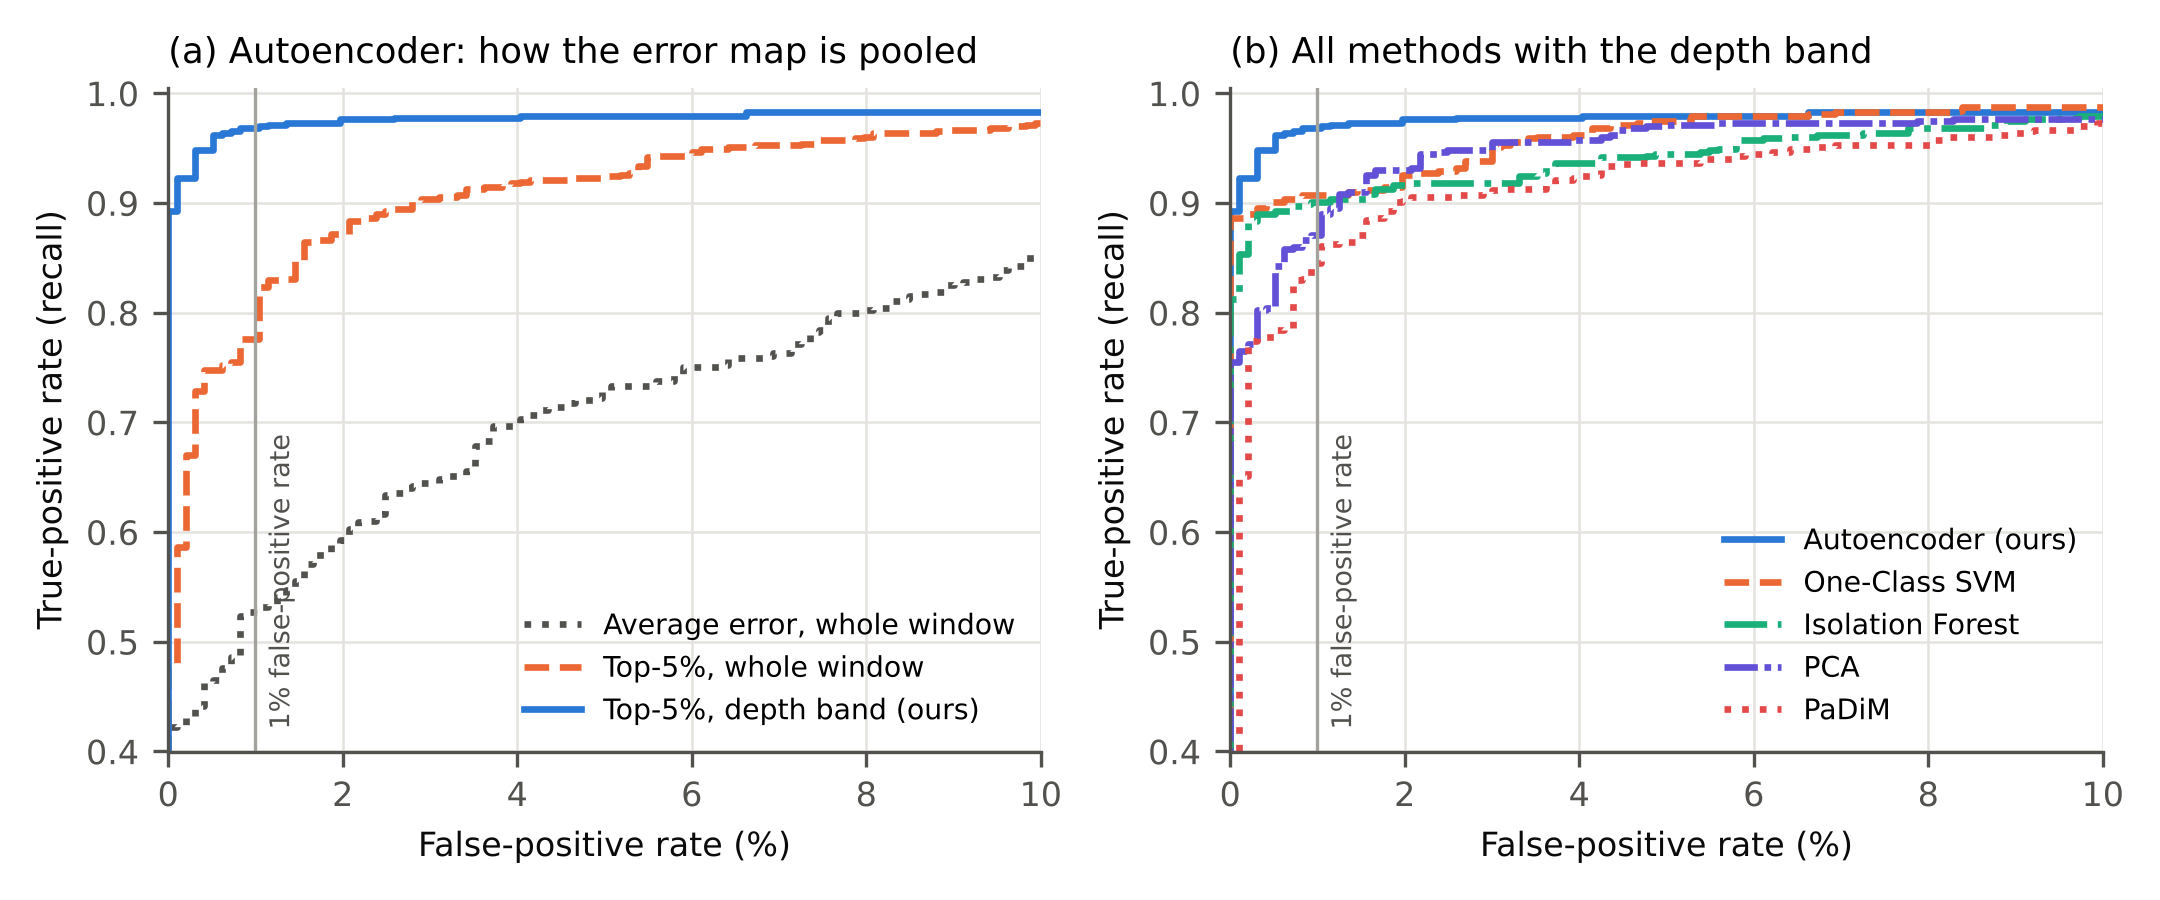 (a) Autoencoder: how the error map is pooled
1.0
0.9
0.8
0.7
0.6
0.5
0.4
True-positive rate (recall)
1% false-positive rate
Average error, whole window
Top-5%, whole window
Top-5%, depth band (ours)
0 2 4 6 8 10
False-positive rate (%)
(b) All methods with the depth band
1.0
0.9
0.8
0.7
0.6
0.5
0.4
True-positive rate (recall)
1% false-positive rate
Autoencoder (ours)
One-Class SVM
Isolation Forest
PCA
PaDiM
0 2 4 6 8 10
False-positive rate (%)